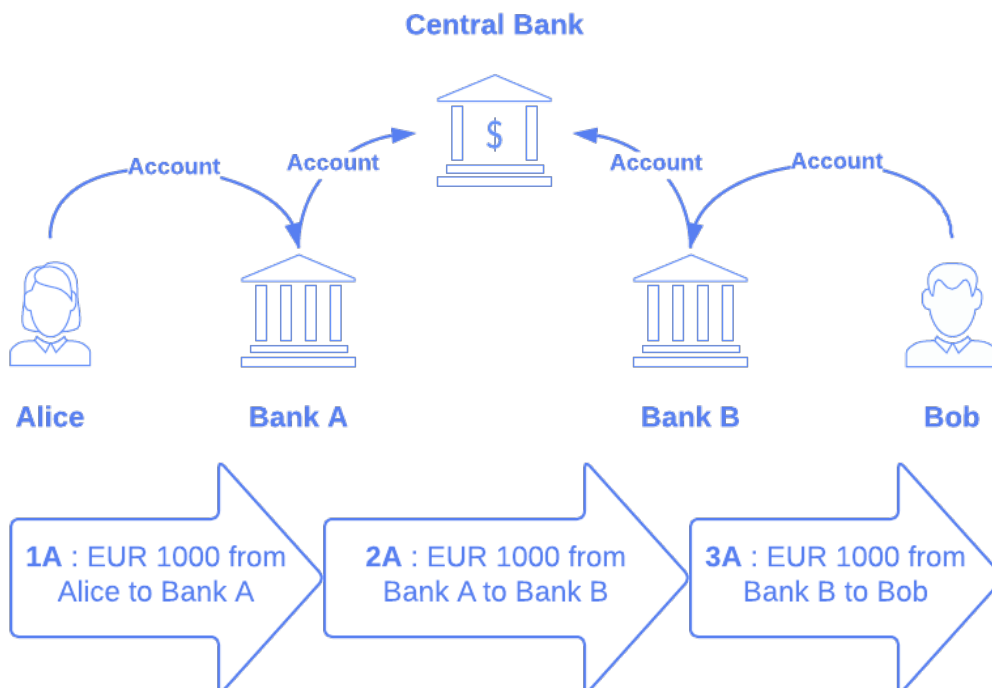 Central Bank
$
Account
Account
Account
Account
Alice
Bank A
Bank B
Bob
1A : EUR 1000 from
Alice to Bank A
2A : EUR 1000 from
Bank A to Bank B
3A : EUR 1000 from
Bank B to Bob